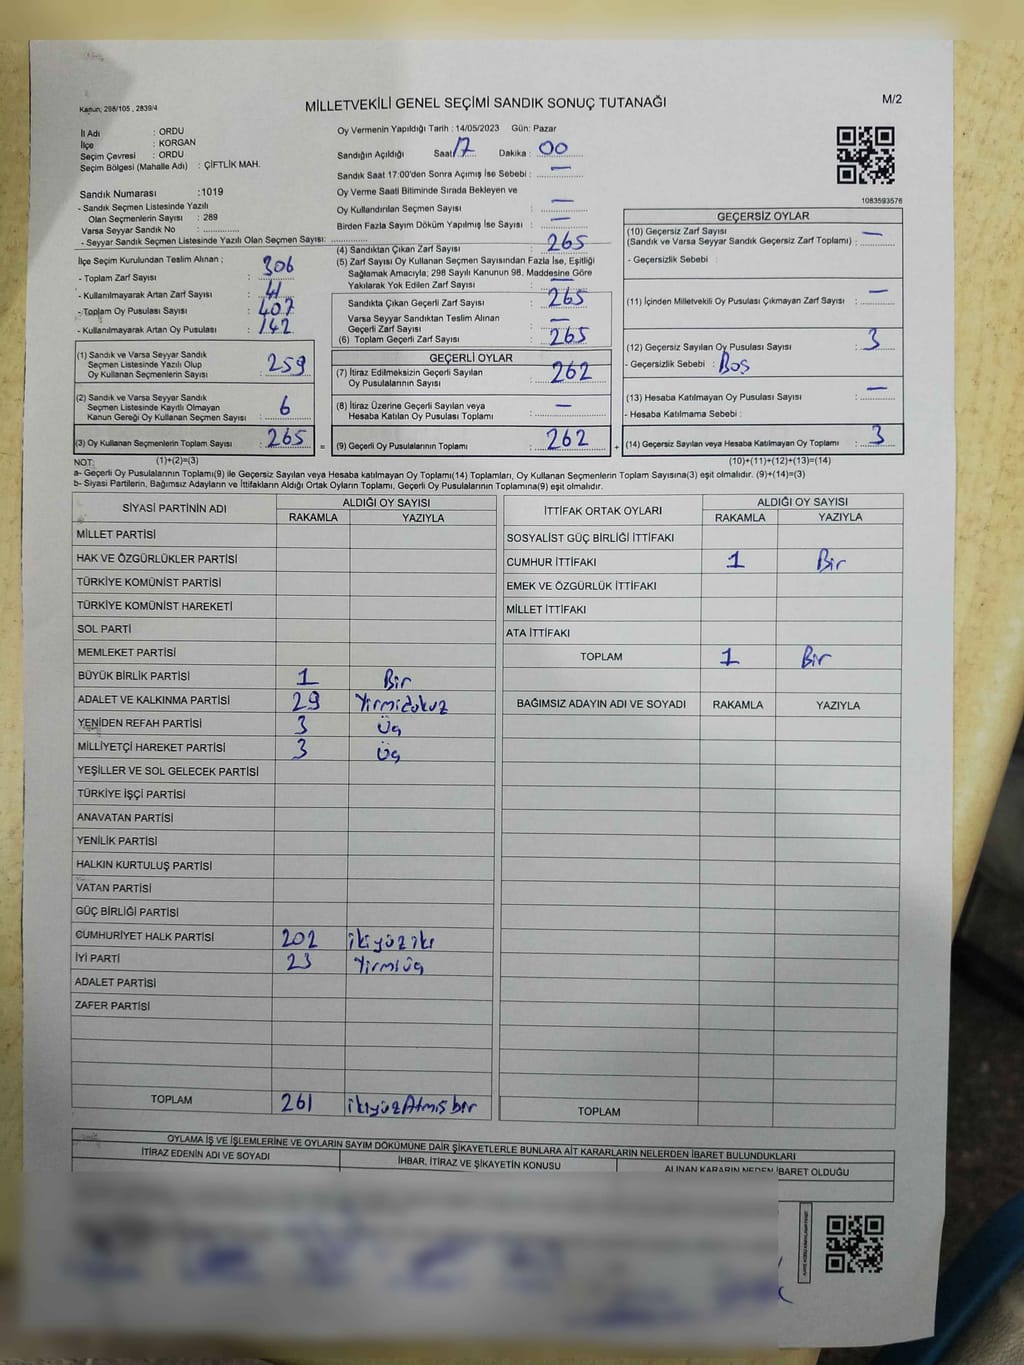 Kanun; 298/105 , 2839/4
MİLLETVEKİLİ GENEL SEÇİMİ SANDIK SONUÇ TUTANAĞI
M/2
İl Adı : ORDU
İlçe : KORGAN
Seçim Çevresi : ORDU
Seçim Bölgesi (Mahalle Adı) : ÇİFTLİK MAH.
Sandık Numarası : 1019
- Sandık Seçmen Listesinde Yazılı
Olan Seçmenlerin Sayısı : 289
Varsa Seyyar Sandık No :
- Seyyar Sandık Seçmen Listesinde Yazılı Olan Seçmen Sayısı:
İlçe Seçim Kurulundan Teslim Alınan ;
- Toplam Zarf Sayısı : 306
- Kullanılmayarak Artan Zarf Sayısı : 41
- Toplam Oy Pusulası Sayısı : 407
- Kullanılmayarak Artan Oy Pusulası : 142
(1) Sandık ve Varsa Seyyar Sandık
Seçmen Listesinde Yazılı Olup
Oy Kullanan Seçmenlerin Sayısı : 259
(2) Sandık ve Varsa Seyyar Sandık
Seçmen Listesinde Kayıtlı Olmayan
Kanun Gereği Oy Kullanan Seçmen Sayısı : 6
(3) Oy Kullanan Seçmenlerin Toplam Sayısı : 265 =
Oy Vermenin Yapıldığı Tarih : 14/05/2023 Gün: Pazar
Sandığın Açıldığı Saat: 17 Dakika : 00
Sandık Saat 17:00'den Sonra Açımış İse Sebebi : —
Oy Verme Saati Bitiminde Sırada Bekleyen ve
Oy Kullandırılan Seçmen Sayısı : —
Birden Fazla Sayım Döküm Yapılmış İse Sayısı : —
(4) Sandıktan Çıkan Zarf Sayısı : 265
(5) Zarf Sayısı Oy Kullanan Seçmen Sayısından Fazla İse, Eşitliği
Sağlamak Amacıyla; 298 Sayılı Kanunun 98. Maddesine Göre
Yakılarak Yok Edilen Zarf Sayısı : —
Sandıkta Çıkan Geçerli Zarf Sayısı : 265
Varsa Seyyar Sandıktan Teslim Alınan
Geçerli Zarf Sayısı : —
(6) Toplam Geçerli Zarf Sayısı : 265
GEÇERLİ OYLAR
(7) İtiraz Edilmeksizin Geçerli Sayılan
Oy Pusulalarının Sayısı : 262
(8) İtiraz Üzerine Geçerli Sayılan veya
Hesaba Katılan Oy Pusulası Toplamı : —
(9) Geçerli Oy Pusulalarının Toplamı : 262 +
1083593576
GEÇERSİZ OYLAR
(10) Geçersiz Zarf Sayısı
(Sandık ve Varsa Seyyar Sandık Geçersiz Zarf Toplamı) : —
- Geçersizlik Sebebi :
(11) İçinden Milletvekili Oy Pusulası Çıkmayan Zarf Sayısı : —
(12) Geçersiz Sayılan Oy Pusulası Sayısı : 3
- Geçersizlik Sebebi : Boş
(13) Hesaba Katılmayan Oy Pusulası Sayısı : —
- Hesaba Katılmama Sebebi :
(14) Geçersiz Sayılan veya Hesaba Katılmayan Oy Toplamı : 3
NOT: (1)+(2)=(3) (10)+(11)+(12)+(13)=(14)
a- Geçerli Oy Pusulalarının Toplamı(9) ile Geçersiz Sayılan veya Hesaba katılmayan Oy Toplamı(14) Toplamları, Oy Kullanan Seçmenlerin Toplam Sayısına(3) eşit olmalıdır. (9)+(14)=(3)
b- Siyasi Partilerin, Bağımsız Adayların ve İttifakların Aldığı Ortak Oyların Toplamı, Geçerli Oy Pusulalarının Toplamına(9) eşit olmalıdır.
SİYASİ PARTİNİN ADI ALDIĞI OY SAYISI
RAKAMLA YAZIYLA
MİLLET PARTİSİ
HAK VE ÖZGÜRLÜKLER PARTİSİ
TÜRKİYE KOMÜNİST PARTİSİ
TÜRKİYE KOMÜNİST HAREKETİ
SOL PARTİ
MEMLEKET PARTİSİ
BÜYÜK BİRLİK PARTİSİ 1 Bir
ADALET VE KALKINMA PARTİSİ 29 Yirmidokuz
YENİDEN REFAH PARTİSİ 3 Üç
MİLLİYETÇİ HAREKET PARTİSİ 3 Üç
YEŞİLLER VE SOL GELECEK PARTİSİ
TÜRKİYE İŞÇİ PARTİSİ
ANAVATAN PARTİSİ
YENİLİK PARTİSİ
HALKIN KURTULUŞ PARTİSİ
VATAN PARTİSİ
GÜÇ BİRLİĞİ PARTİSİ
CUMHURİYET HALK PARTİSİ 202 ikiyüziki
İYİ PARTİ 23 Yirmiüç
ADALET PARTİSİ
ZAFER PARTİSİ
TOPLAM 261 ikiyüzAtmışbir
İTTİFAK ORTAK OYLARI ALDIĞI OY SAYISI
RAKAMLA YAZIYLA
SOSYALİST GÜÇ BİRLİĞİ İTTİFAKI
CUMHUR İTTİFAKI 1 Bir
EMEK VE ÖZGÜRLÜK İTTİFAKI
MİLLET İTTİFAKI
ATA İTTİFAKI
TOPLAM 1 Bir
BAĞIMSIZ ADAYIN ADI VE SOYADI RAKAMLA YAZIYLA
TOPLAM
OYLAMA İŞ VE İŞLEMLERİNE VE OYLARIN SAYIM DÖKÜMÜNE DAİR ŞİKAYETLERLE BUNLARA AİT KARARLARIN NELERDEN İBARET BULUNDUKLARI
İTİRAZ EDENİN ADI VE SOYADI İHBAR, İTİRAZ VE ŞİKAYETİN KONUSU ALINAN KARARIN NEDEN İBARET OLDUĞU